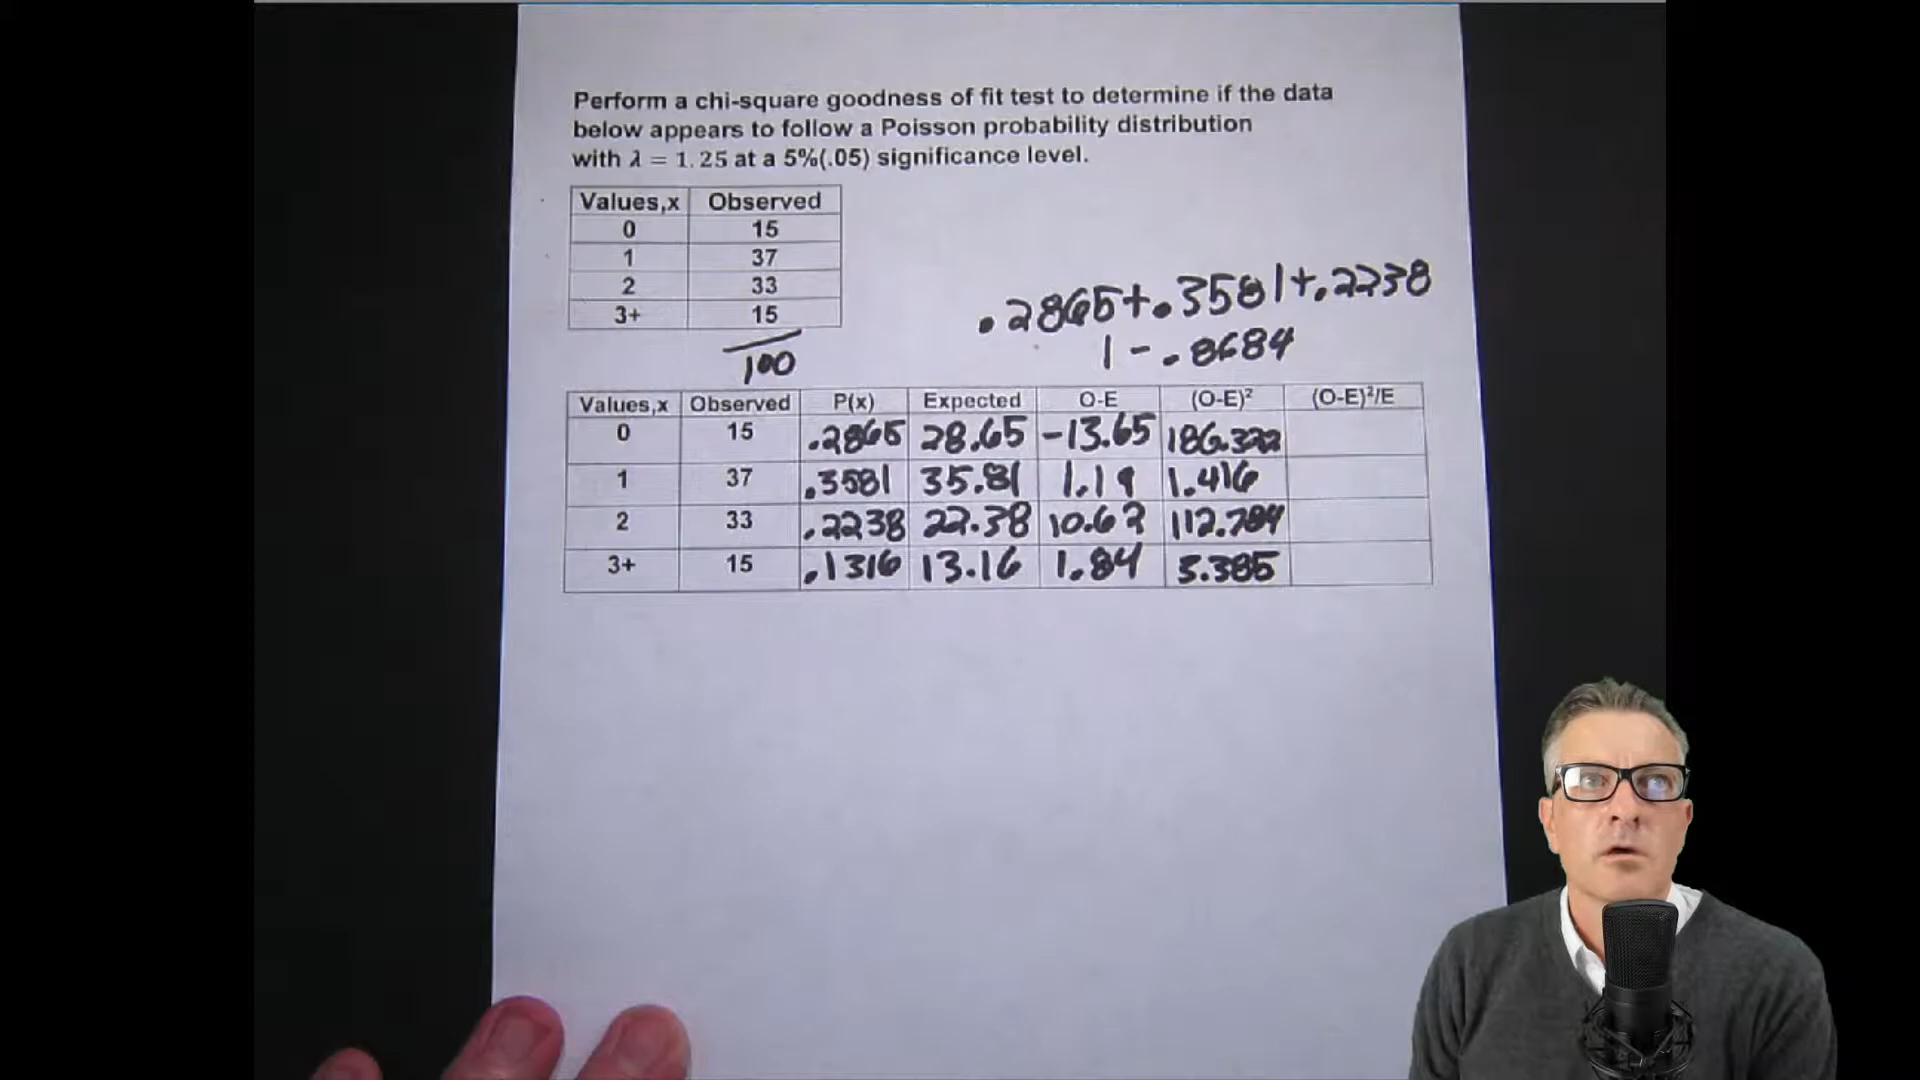 Perform a chi-square goodness of fit test to determine if the data
below appears to follow a Poisson probability distribution
with λ = 1.25 at a 5%(.05) significance level.
Values,x Observed
0 15
1 37
2 33
3+ 15
100
.2865+.3581+.2238
1-.8684
Values,x Observed P(x) Expected O-E (O-E)² (O-E)²/E
0 15 .2865 28.65 -13.65 186.322
1 37 .3581 35.81 1.19 1.416
2 33 .2238 22.38 10.62 112.784
3+ 15 .1316 13.16 1.84 3.385